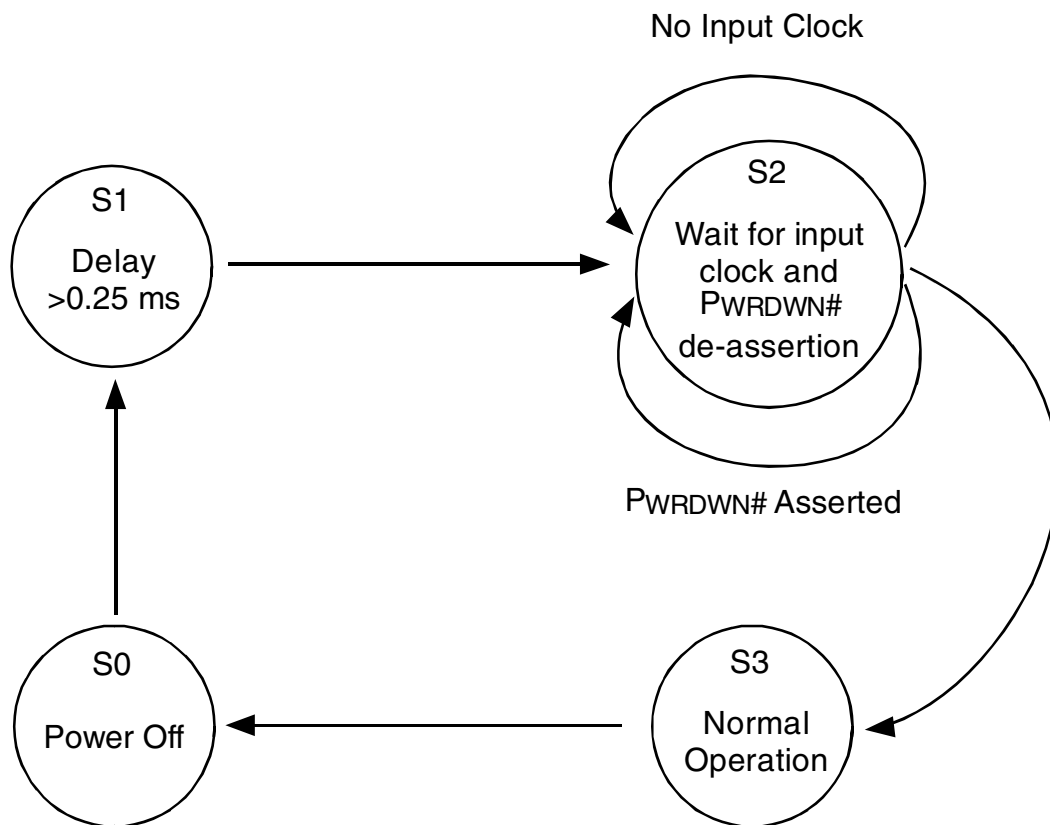 No Input Clock
S1
Delay
>0.25 ms
S2
Wait for input
clock and
PWRDWN#
de-assertion
PWRDWN# Asserted
S0
Power Off
S3
Normal
Operation